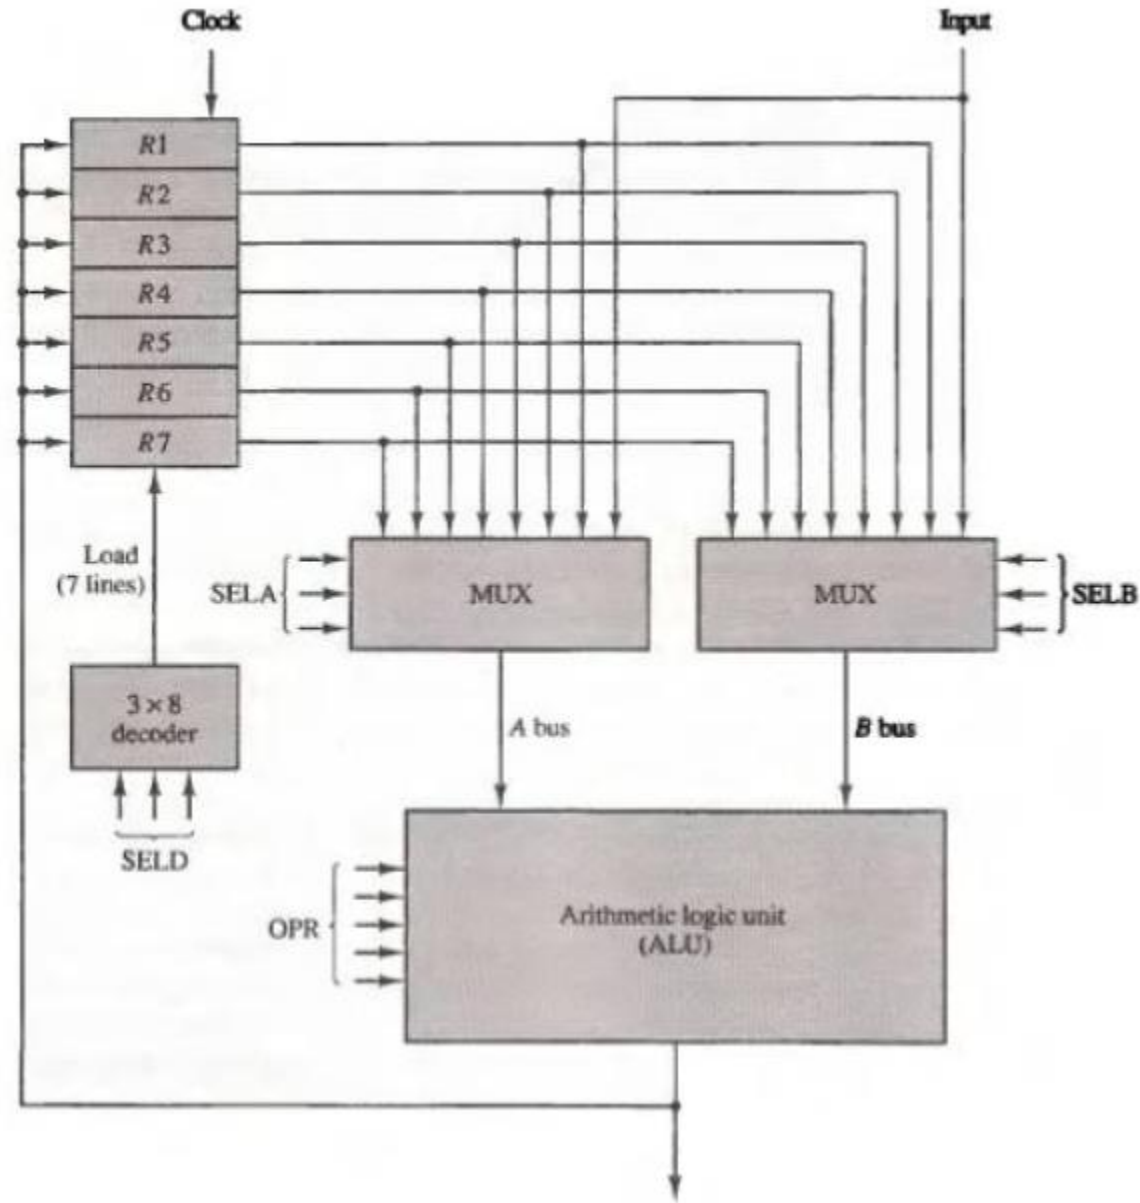 Clock
Input
R1
R2
R3
R4
R5
R6
R7
Load
(7 lines)
SELA
MUX
MUX
SELB
3 × 8
decoder
A bus
B bus
SELD
OPR
Arithmetic logic unit
(ALU)